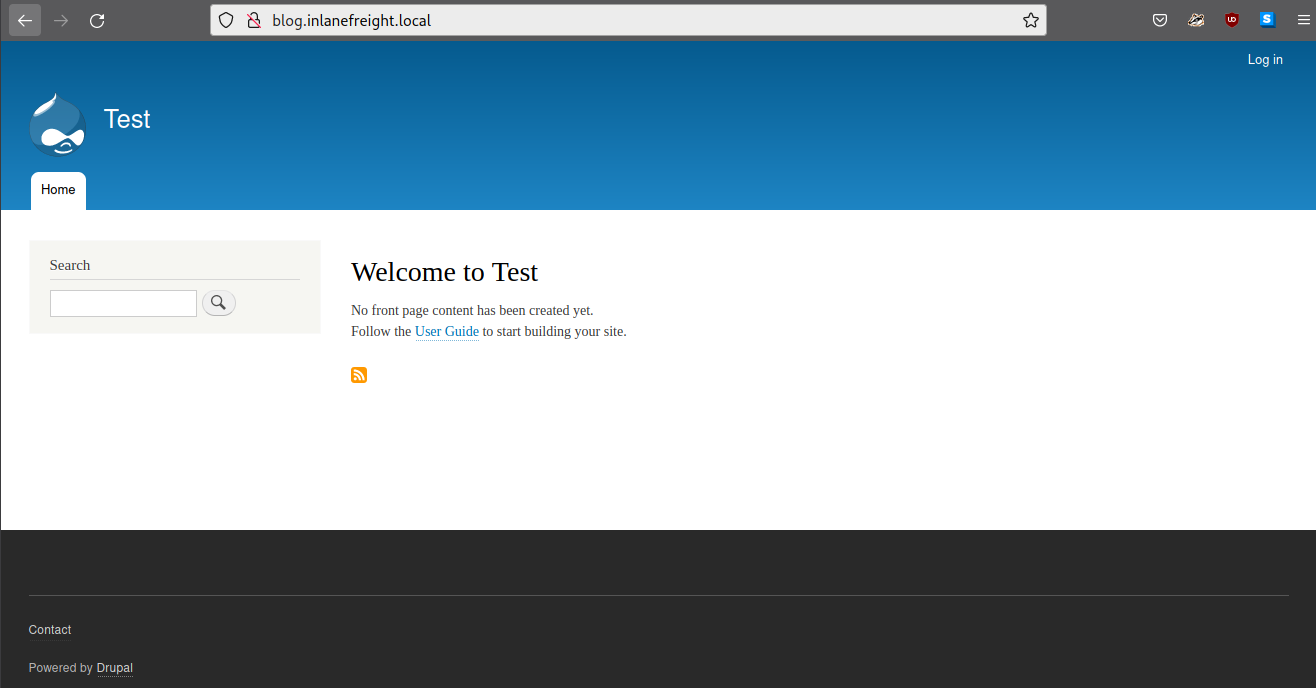 blog.inlanefreight.local
Log in
Test
Home
Search
Welcome to Test
No front page content has been created yet.
Follow the User Guide to start building your site.
Contact
Powered by Drupal